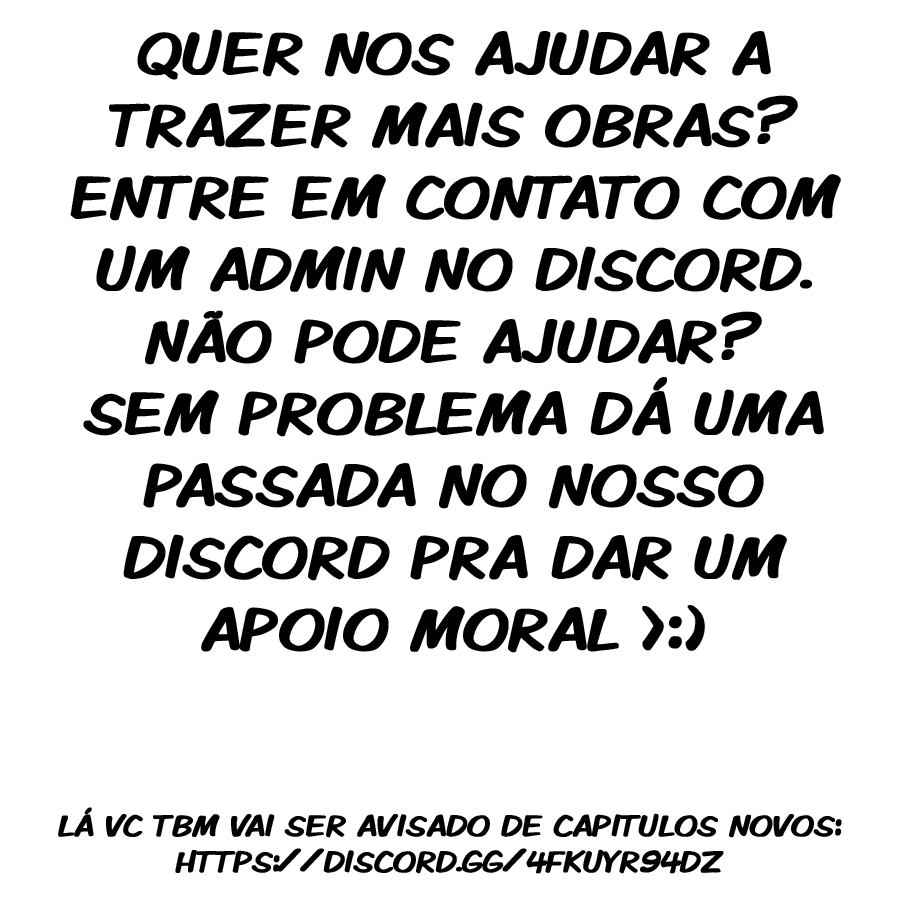 QUER NOS AJUDAR A
TRAZER MAIS OBRAS?
ENTRE EM CONTATO COM
UM ADMIN NO DISCORD.
NÃO PODE AJUDAR?
SEM PROBLEMA DÁ UMA
PASSADA NO NOSSO
DISCORD PRA DAR UM
APOIO MORAL >:)
LÁ VC TBM VAI SER AVISADO DE CAPITULOS NOVOS:
HTTPS://DISCORD.GG/4FKUYR94DZ